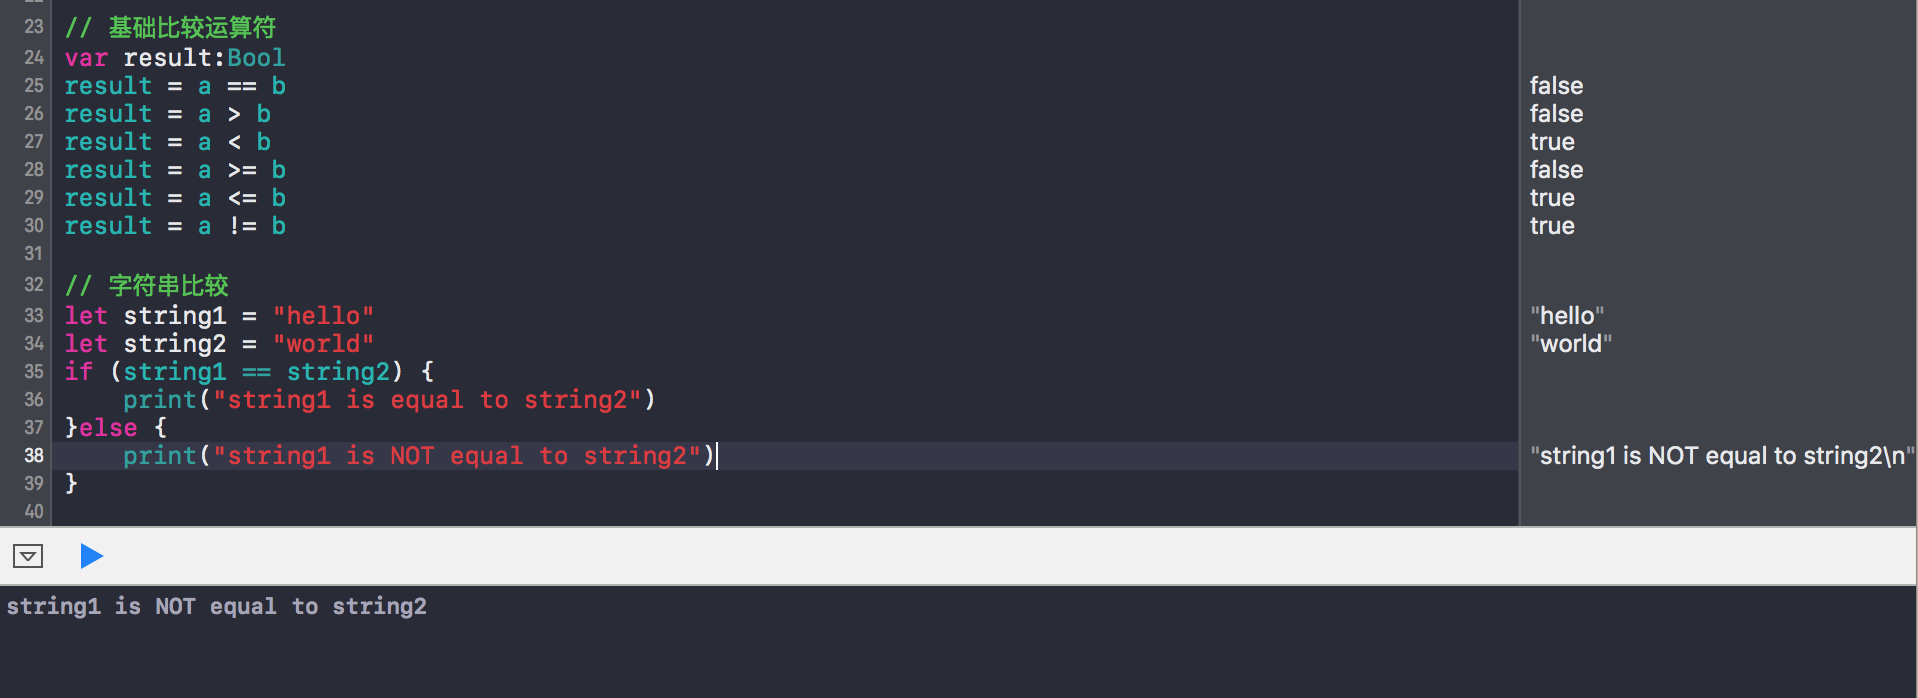 23 // 基础比较运算符
24 var result:Bool
25 result = a == b false
26 result = a > b false
27 result = a < b true
28 result = a >= b false
29 result = a <= b true
30 result = a != b true
31
32 // 字符串比较
33 let string1 = "hello" "hello"
34 let string2 = "world" "world"
35 if (string1 == string2) {
36     print("string1 is equal to string2")
37 }else {
38     print("string1 is NOT equal to string2") "string1 is NOT equal to string2\n"
39 }
40
string1 is NOT equal to string2